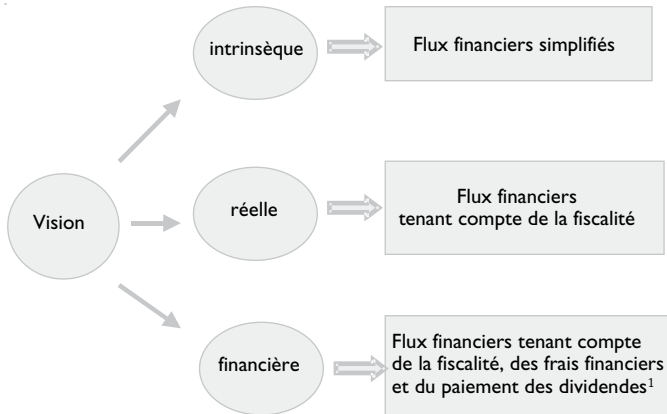 intrinsèque
Flux financiers simplifiés
Vision
réelle
Flux financiers
tenant compte de la fiscalité
financière
Flux financiers tenant compte
de la fiscalité, des frais financiers
et du paiement des dividendes¹